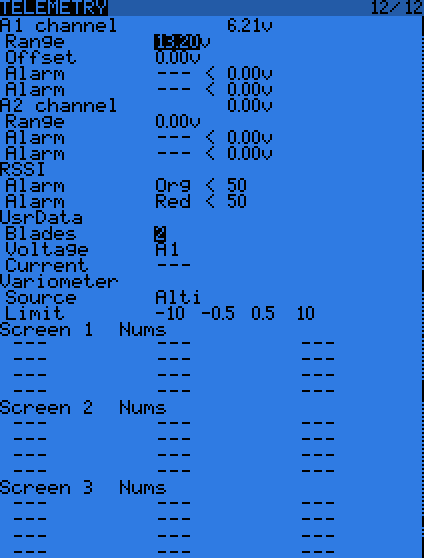 TELEMETRY 12/12
A1 channel 6.21v
Range 13.20v
Offset 0.00v
Alarm --- < 0.00v
Alarm --- < 0.00v
A2 channel 0.00v
Range 0.00v
Alarm --- < 0.00v
Alarm --- < 0.00v
RSSI
Alarm Org < 50
Alarm Red < 50
UsrData
Blades 2
Voltage A1
Current ---
Variometer
Source Alti
Limit -10 -0.5 0.5 10
Screen 1 Nums
--- --- ---
--- --- ---
--- --- ---
--- --- ---
Screen 2 Nums
--- --- ---
--- --- ---
--- --- ---
--- --- ---
Screen 3 Nums
--- --- ---
--- --- ---
--- --- ---
--- --- ---